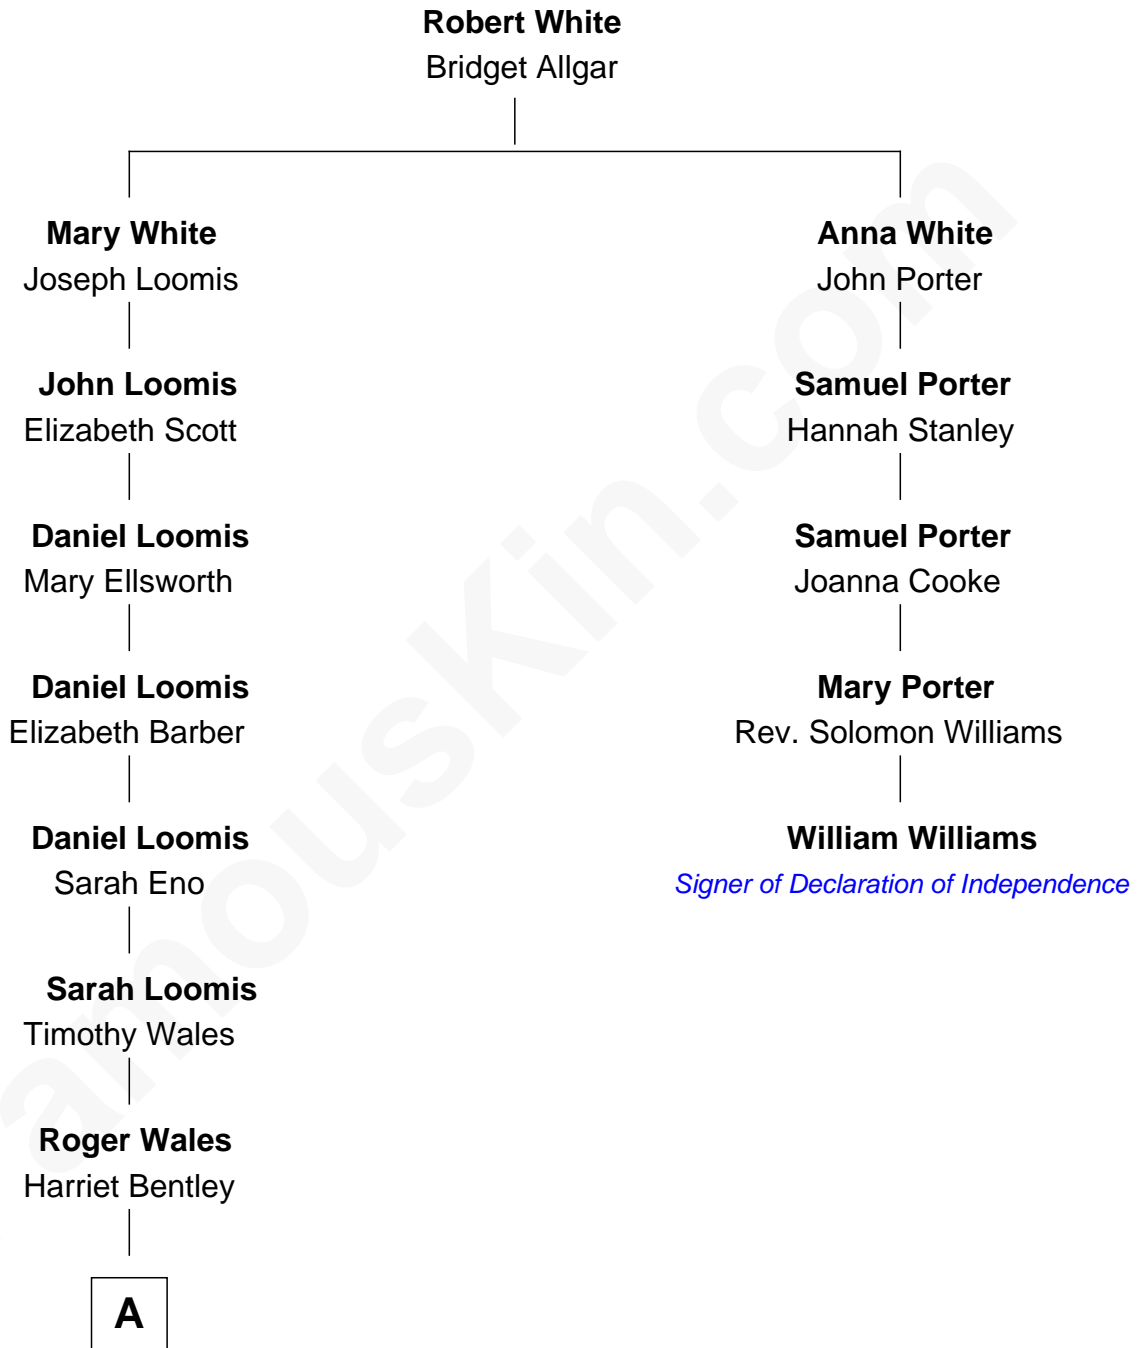 Robert White
Bridget Allgar
Mary White
Joseph Loomis
Anna White
John Porter
John Loomis
Elizabeth Scott
Samuel Porter
Hannah Stanley
Daniel Loomis
Mary Ellsworth
Samuel Porter
Joanna Cooke
Daniel Loomis
Elizabeth Barber
Mary Porter
Rev. Solomon Williams
Daniel Loomis
Sarah Eno
William Williams
Signer of Declaration of Independence
Sarah Loomis
Timothy Wales
Roger Wales
Harriet Bentley
A
amousKin.com